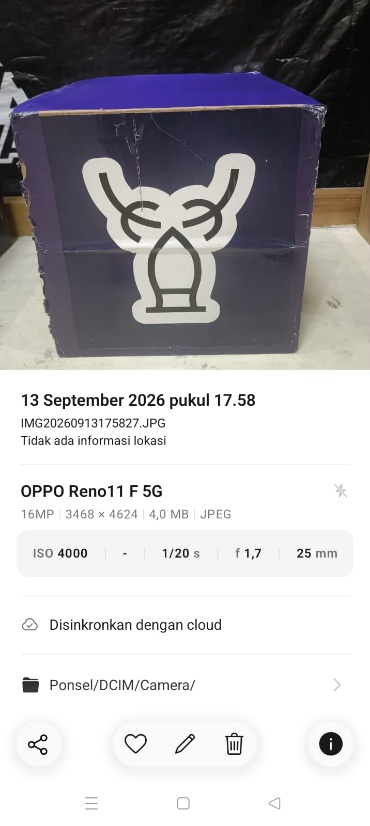 13 September 2026 pukul 17.58
IMG20260913175827.JPG
Tidak ada informasi lokasi
OPPO Reno11 F 5G
16MP | 3468 × 4624 | 4,0 MB | JPEG
ISO 4000 | - | 1/20 s | f 1,7 | 25 mm
Disinkronkan dengan cloud
Ponsel/DCIM/Camera/